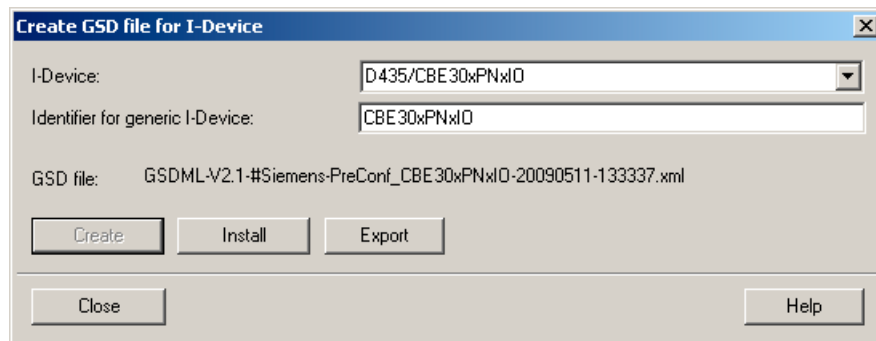 Create GSD file for I-Device
I-Device: D435/CBE30xPNxIO
Identifier for generic I-Device: CBE30xPNxIO
GSD file: GSDML-V2.1-#Siemens-PreConf_CBE30xPNxIO-20090511-133337.xml
Create Install Export
Close Help